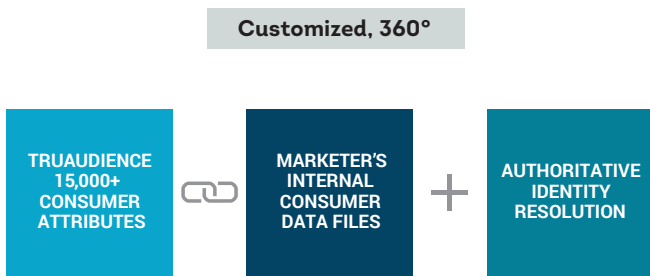 Customized, 360°
TRUAUDIENCE
15,000+
CONSUMER
ATTRIBUTES
MARKETER'S
INTERNAL
CONSUMER
DATA FILES
AUTHORITATIVE
IDENTITY
RESOLUTION